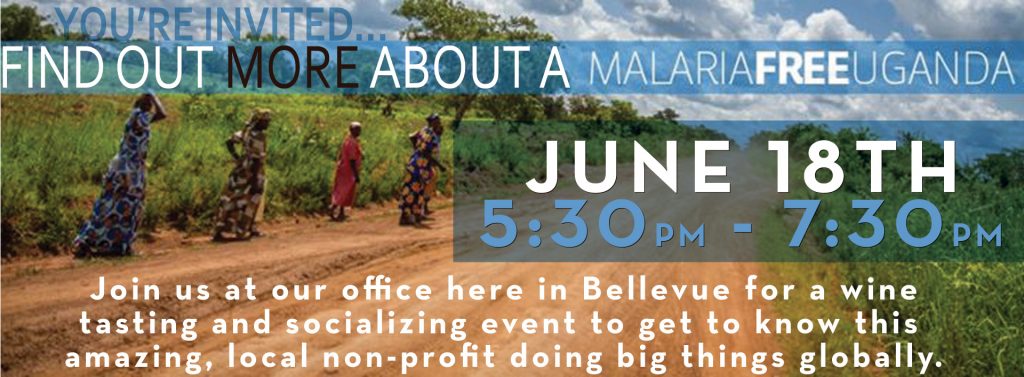 YOU'RE INVITED...
FIND OUT MORE ABOUT A MALARIAFREEUGANDA
JUNE 18TH
5:30PM - 7:30PM
Join us at our office here in Bellevue for a wine
tasting and socializing event to get to know this
amazing, local non-profit doing big things globally.